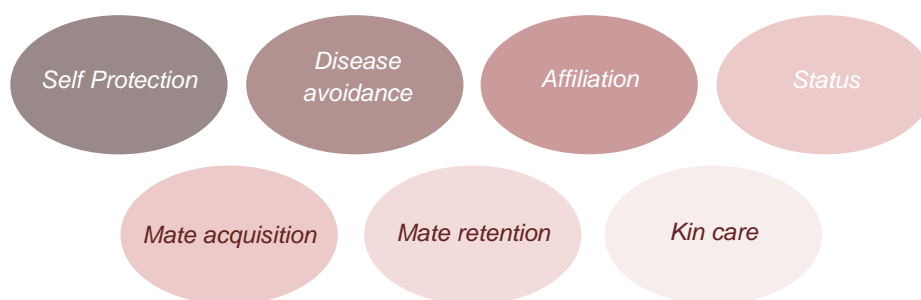 Self Protection
Disease
avoidance
Affiliation
Status
Mate acquisition
Mate retention
Kin care